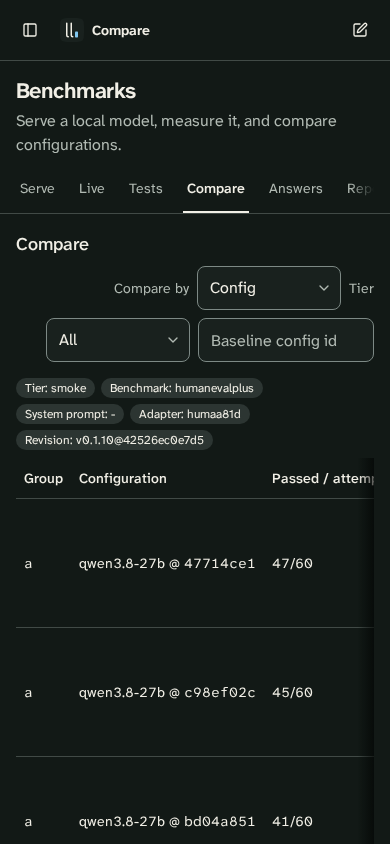 Compare
Benchmarks
Serve a local model, measure it, and compare
configurations.
Serve Live Tests Compare Answers Rep
Compare
Compare by Config Tier
All Baseline config id
Tier: smoke Benchmark: humanevalplus
System prompt: - Adapter: humaa81d
Revision: v0.1.10@42526ec0e7d5
Group Configuration Passed / attemp
a qwen3.8-27b @ 47714ce1 47/60
a qwen3.8-27b @ c98ef02c 45/60
a qwen3.8-27b @ bd04a851 41/60